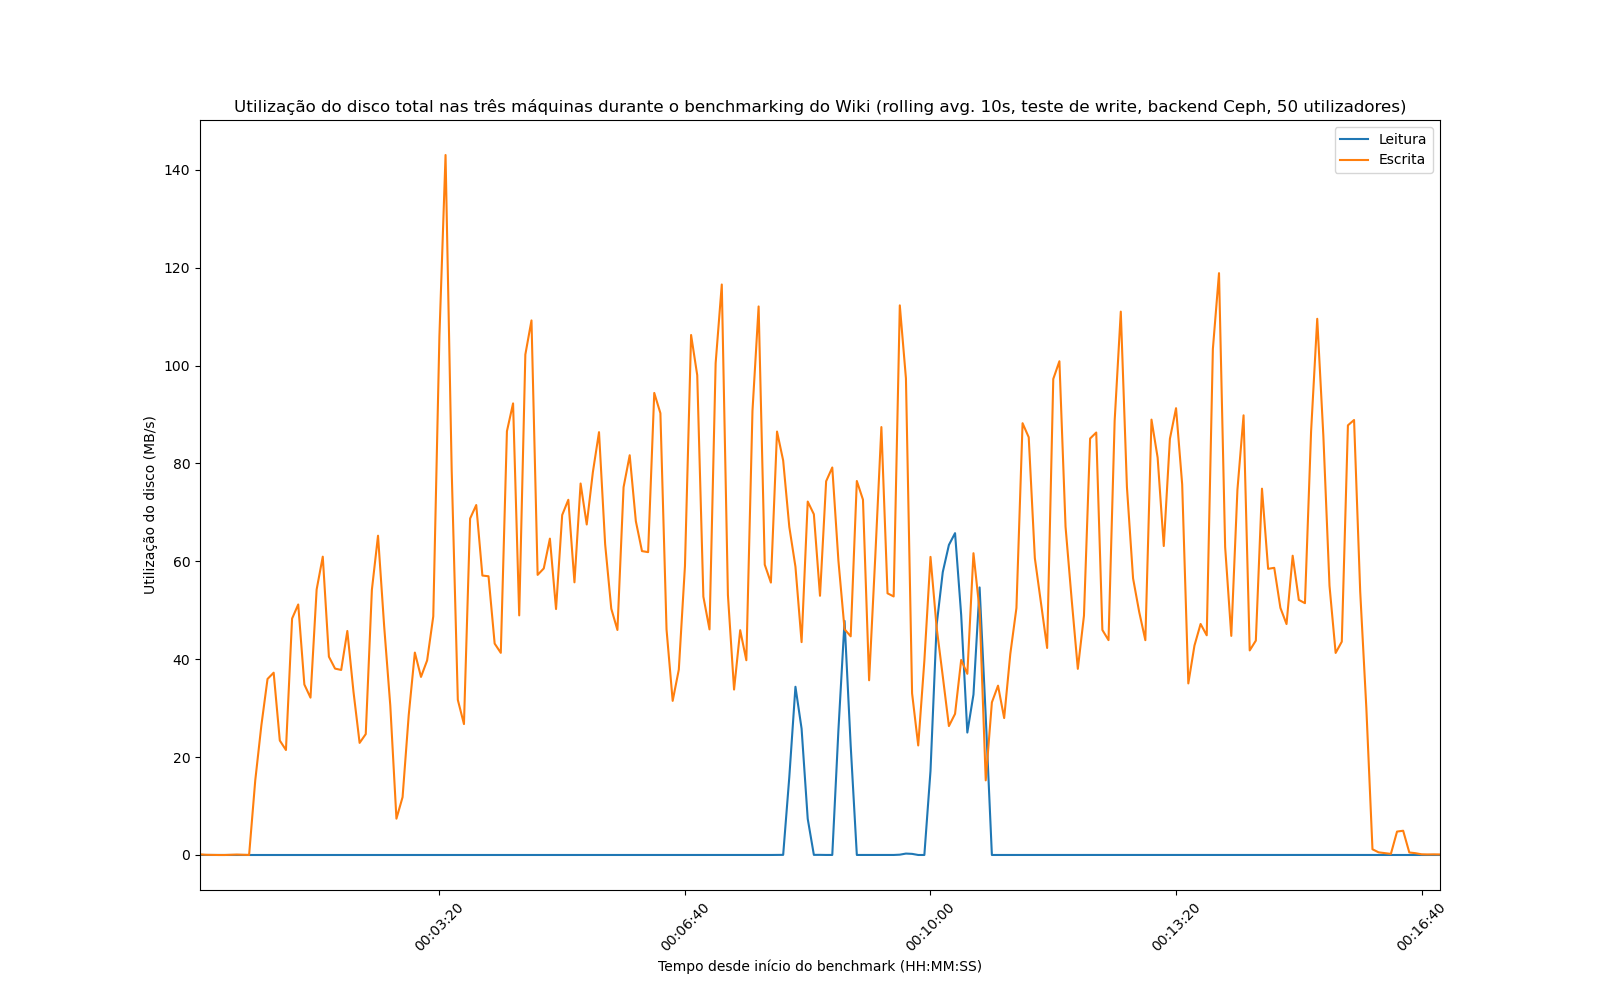 Utilização do disco total nas três máquinas durante o benchmarking do Wiki (rolling avg. 10s, teste de write, backend Ceph, 50 utilizadores)
Leitura
Escrita
140
120
100
80
60
40
20
0
Utilização do disco (MB/s)
00:03:20
00:06:40
00:10:00
00:13:20
00:16:40
Tempo desde início do benchmark (HH:MM:SS)